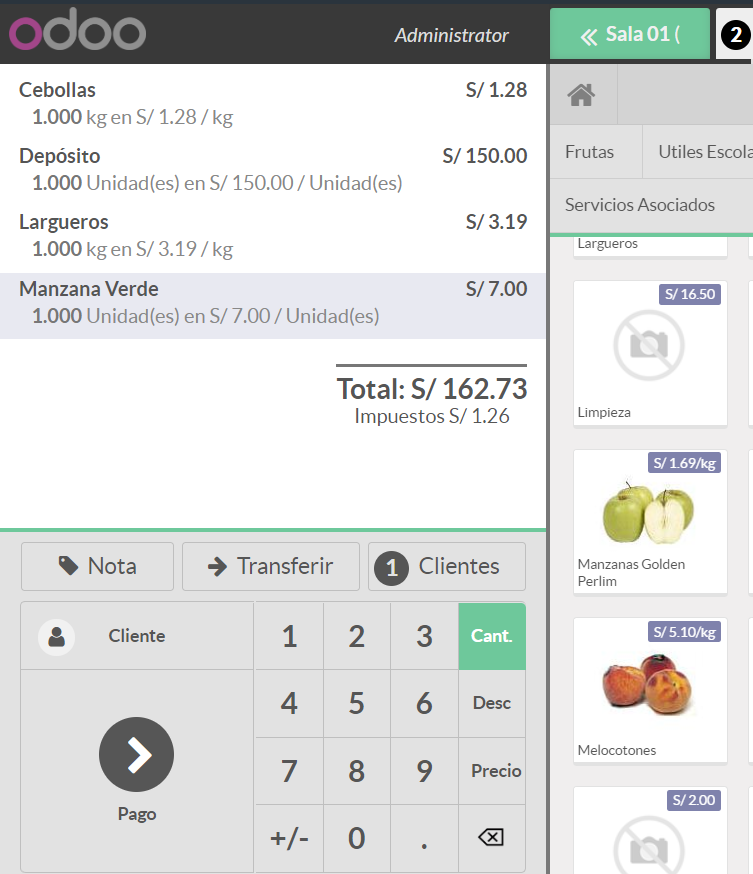 odoo
Administrator
Sala 01 (
2
Cebollas S/ 1.28
1.000 kg en S/ 1.28 / kg
Depósito S/ 150.00
1.000 Unidad(es) en S/ 150.00 / Unidad(es)
Largueros S/ 3.19
1.000 kg en S/ 3.19 / kg
Manzana Verde S/ 7.00
1.000 Unidad(es) en S/ 7.00 / Unidad(es)
Total: S/ 162.73
Impuestos S/ 1.26
Nota
Transferir
1 Clientes
Cliente
Pago
1 2 3 Cant.
4 5 6 Desc
7 8 9 Precio
+/- 0 .
Frutas
Utiles Escola
Servicios Asociados
Largueros
S/ 16.50
Limpieza
S/ 1.69/kg
Manzanas Golden
Perlim
S/ 5.10/kg
Melocotones
S/ 2.00